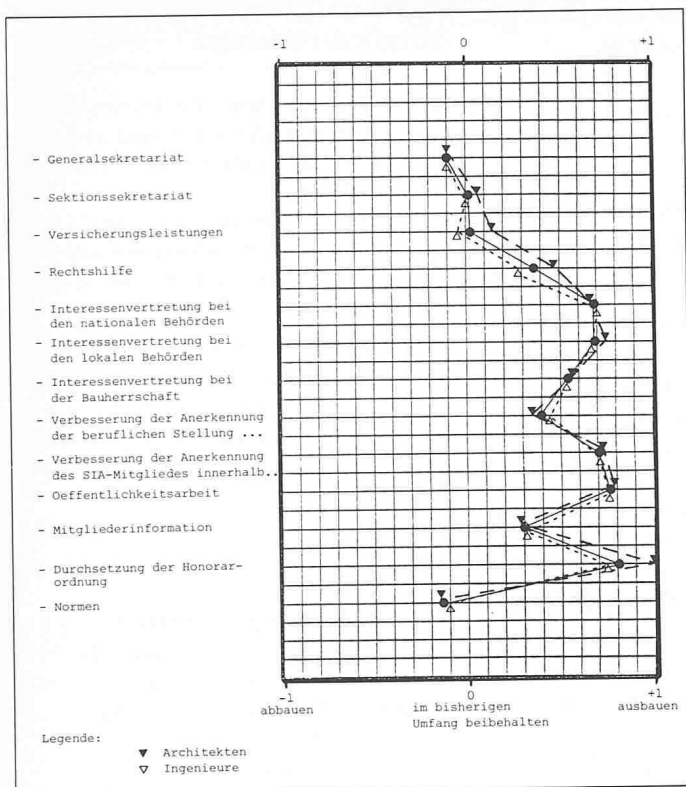 -1 0 +1
- Generalsekretariat
- Sektionssekretariat
- Versicherungsleistungen
- Rechtshilfe
- Interessenvertretung bei
den nationalen Behörden
- Interessenvertretung bei
den lokalen Behörden
- Interessenvertretung bei
der Bauherrschaft
- Verbesserung der Anerkennung
der beruflichen Stellung ...
- Verbesserung der Anerkennung
des SIA-Mitgliedes innerhalb..
- Oeffentlichkeitsarbeit
- Mitgliederinformation
- Durchsetzung der Honorar-
ordnung
- Normen
-1 0 +1
abbauen im bisherigen ausbauen
Umfang beibehalten
Legende:
▼ Architekten
▽ Ingenieure